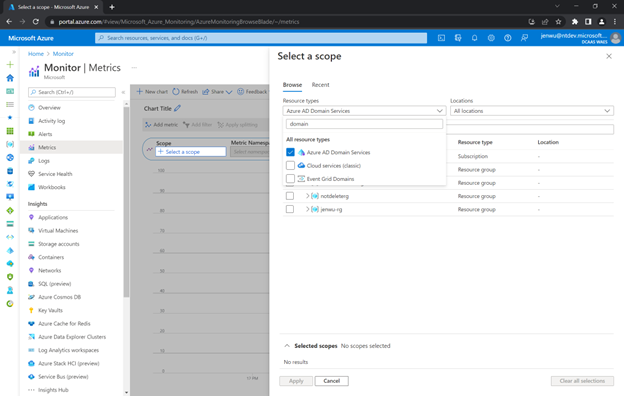 Select a scope - Microsoft Azure
portal.azure.com/#view/Microsoft_Azure_Monitoring/AzureMonitoringBrowseBlade/~/metrics
Microsoft Azure
Search resources, services, and docs (G+/)
jenwu@ntdev.microsoft...
Home > Monitor
Monitor | Metrics
Microsoft
Search (Ctrl+/)
Overview
Activity log
Alerts
Metrics
Logs
Service Health
Workbooks
Insights
Applications
Virtual Machines
Storage accounts
Containers
Networks
SQL (preview)
Azure Cosmos DB
Key Vaults
Azure Cache for Redis
Azure Data Explorer Clusters
Log Analytics workspaces
Azure Stack HCI (preview)
Service Bus (preview)
Insights Hub
New chart
Refresh
Share
Feedback
Chart Title
Add metric
Add filter
Apply splitting
Scope
Metric Namespace
Select a scope
Select namespace
100
90
80
70
60
50
40
30
20
10
0
Select a scope
Browse
Recent
Resource types
Locations
Azure AD Domain Services
All locations
domain
All resource types
Azure AD Domain Services
Cloud services (classic)
Event Grid Domains
Resource type
Location
Subscription
-
Resource group
-
Resource group
-
notdeleterg
Resource group
-
jenwu-rg
Resource group
-
Selected scopes
No scopes selected
No results
Apply
Cancel
Clear all selections